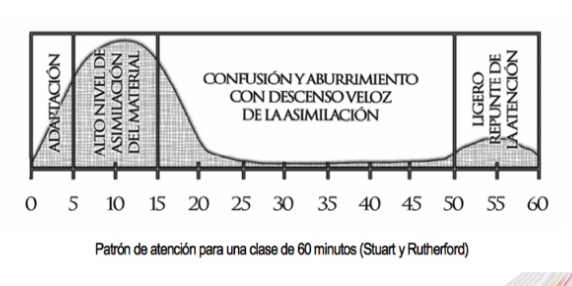 ADAPTACIÓN
ALTO NIVEL DE
ASIMILACIÓN
DEL MATERIAL
CONFUSIÓN Y ABURRIMIENTO
CON DESCENSO VELOZ
DE LA ASIMILACIÓN
LIGERO
REPUNTE DE
LA ATENCIÓN
0 5 10 15 20 25 30 35 40 45 50 55 60
Patrón de atención para una clase de 60 minutos (Stuart y Rutherford)